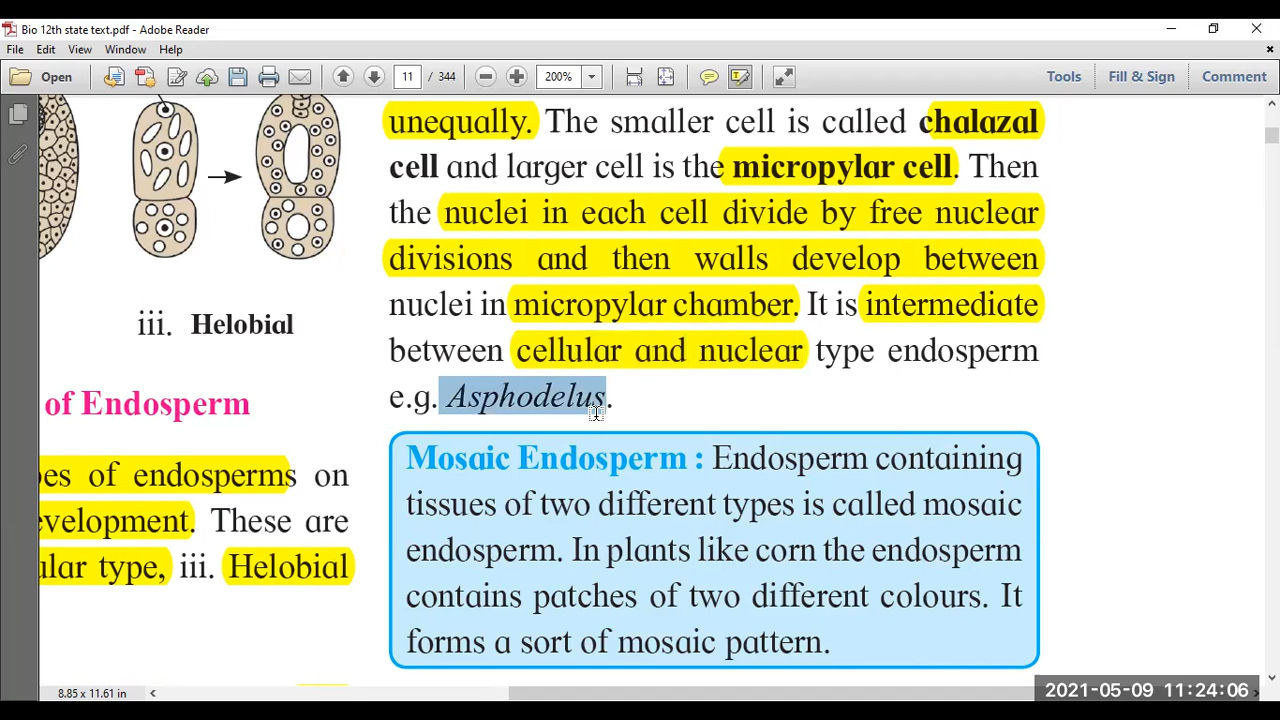 Bio 12th state text.pdf - Adobe Reader
File Edit View Window Help
Open 11 / 344 200% Tools Fill & Sign Comment
iii. Helobial
of Endosperm
pes of endosperms on
evelopment. These are
ular type, iii. Helobial
unequally. The smaller cell is called chalazal
cell and larger cell is the micropylar cell. Then
the nuclei in each cell divide by free nuclear
divisions and then walls develop between
nuclei in micropylar chamber. It is intermediate
between cellular and nuclear type endosperm
e.g. Asphodelus.
Mosaic Endosperm : Endosperm containing
tissues of two different types is called mosaic
endosperm. In plants like corn the endosperm
contains patches of two different colours. It
forms a sort of mosaic pattern.
8.85 x 11.61 in
2021-05-09 11:24:06